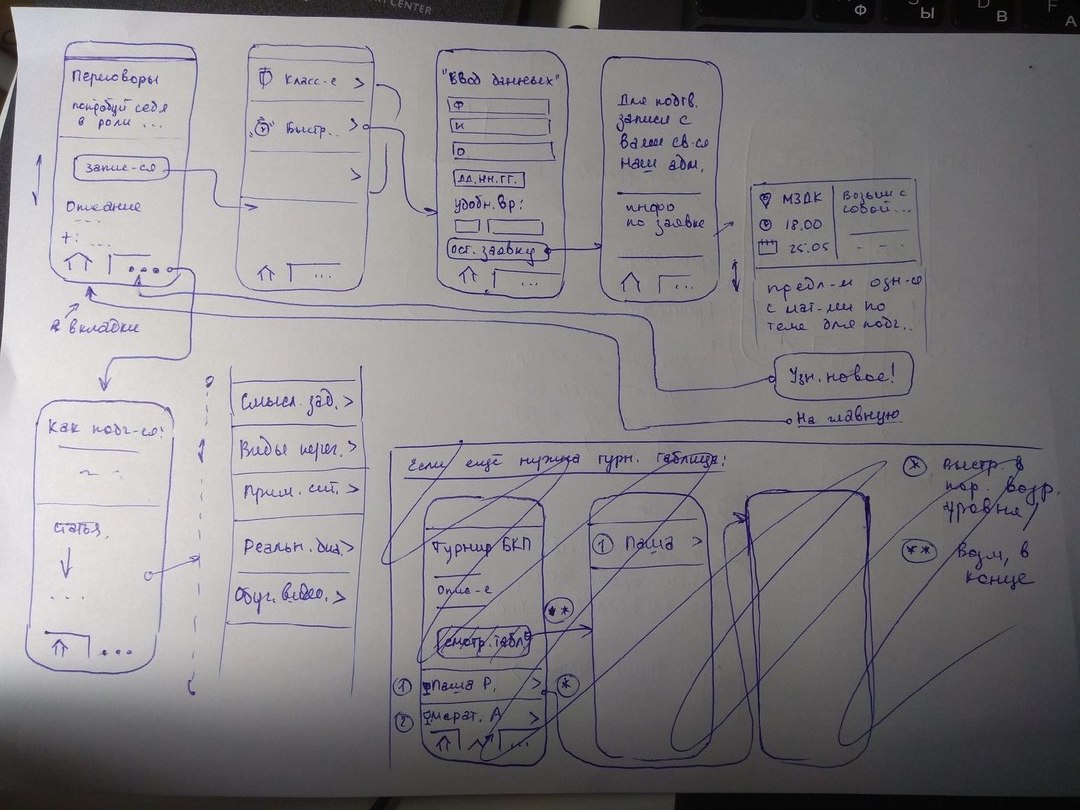 CENTER
Ф
Ы
В
А
Переговоры
попробуй себя
в роли ...
запис-ся
Описание
+: ...
...
2 вкладки
Класс-е >
Быстр.. >
>
...
"Ввод данных"
Ф
И
О
ДД.ММ.ГГ.
удобн. вр:
ост. заявку
...
Для подтв.
записи с
вами св-ся
наш адм.
инфо
по заявке
...
МЗДК
18.00
25.05
Возьми с
собой...
предл-м озн-ся
с мат-ми по
теме для подг..
Узн. новое!
На главную
Как подг-ся:
статья.
...
...
Смысл. зад. >
Виды перег. >
Прим. сит. >
Реальн. диа. >
Обуч. видео. >
Если ещё нужна турн. таблица:
Турнир БКП
Опис-е
смотр. табл
**
1 Паша Р. > *
2 Марат. А >
...
1 Паша >
* выстр. в
пор. возр.
уровня/
** Возм, в
конце